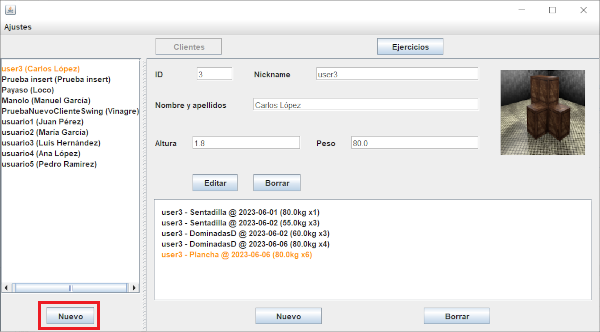 Ajustes
Clientes
Ejercicios
user3 (Carlos López)
Prueba insert (Prueba insert)
Payaso (Loco)
Manolo (Manuel García)
PruebaNuevoClienteSwing (Vinagre)
usuario1 (Juan Pérez)
usuario2 (María García)
usuario3 (Luis Hernández)
usuario4 (Ana López)
usuario5 (Pedro Ramírez)
Nuevo
ID 3 Nickname user3
Nombre y apellidos Carlos López
Altura 1.8 Peso 80.0
Editar Borrar
user3 - Sentadilla @ 2023-06-01 (80.0kg x1)
user3 - Sentadilla @ 2023-06-02 (55.0kg x3)
user3 - DominadasD @ 2023-06-02 (60.0kg x3)
user3 - DominadasD @ 2023-06-06 (80.0kg x4)
user3 - Plancha @ 2023-06-06 (80.0kg x6)
Nuevo Borrar